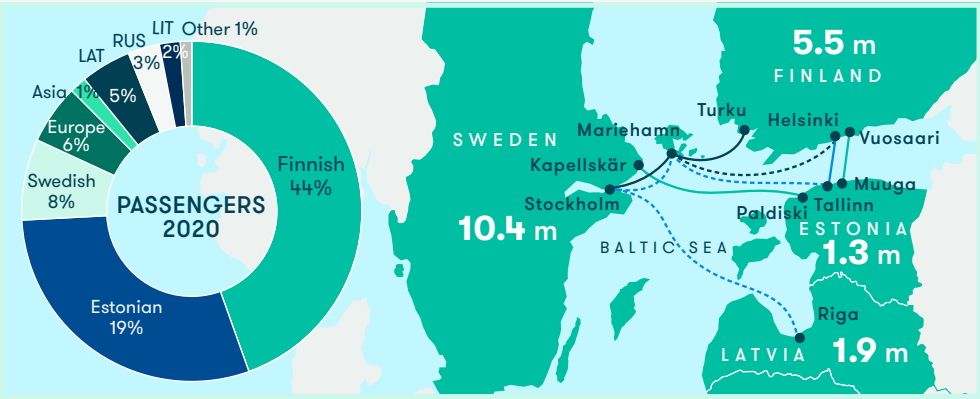 LIT
Other 1%
RUS
2%
3%
LAT
1%
5%
Asia
Europe
6%
Swedish
8%
Finnish
44%
PASSENGERS
2020
Estonian
19%
5.5 m
FINLAND
Turku
Helsinki
Mariehamn
Vuosaari
SWEDEN
Kapellskär
Muuga
Stockholm
Tallinn
Paldiski
10.4 m
ESTONIA
1.3 m
BALTIC SEA
Riga
LATVIA
1.9 m